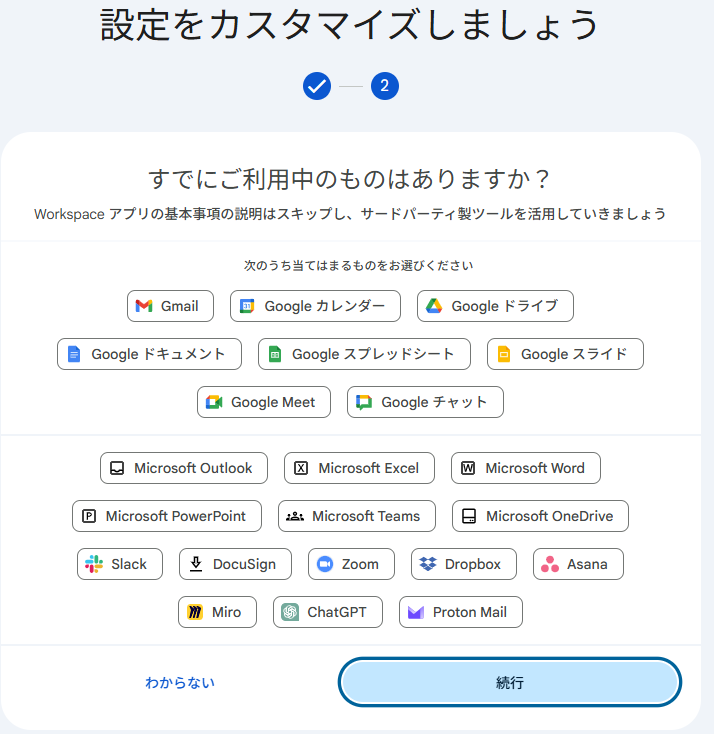 設定をカスタマイズしましょう
2
すでにご利用中のものはありますか？
Workspace アプリの基本事項の説明はスキップし、サードパーティ製ツールを活用していきましょう
次のうち当てはまるものをお選びください
Gmail 31 Google カレンダー Google ドライブ
Google ドキュメント Google スプレッドシート Google スライド
Google Meet Google チャット
Microsoft Outlook X Microsoft Excel W Microsoft Word
P Microsoft PowerPoint Microsoft Teams Microsoft OneDrive
Slack DocuSign Zoom Dropbox Asana
Miro ChatGPT Proton Mail
わからない 続行